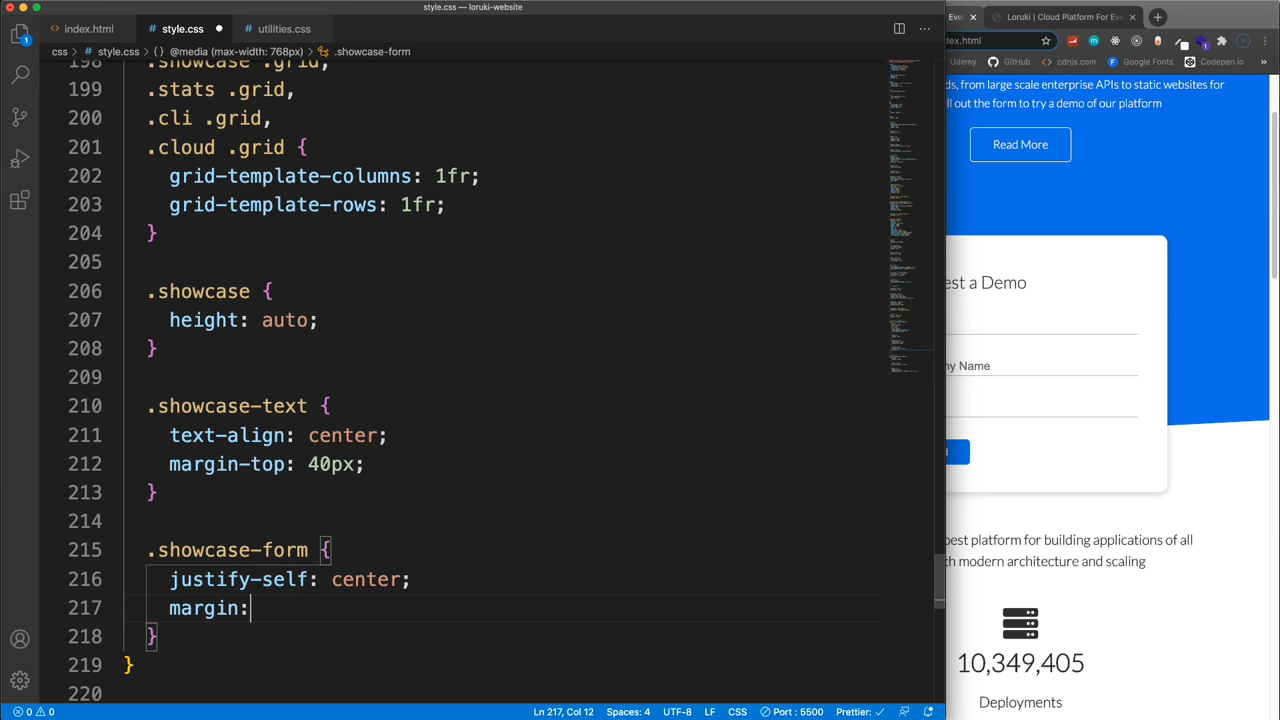 style.css — loruki-website
index.html
style.css
utilities.css
css > style.css > {} @media (max-width: 768px) > .showcase-form
198 .showcase .grid,
199 .stats .grid,
200 .cli .grid,
201 .cloud .grid {
202 grid-template-columns: 1fr;
203 grid-template-rows: 1fr;
204 }
205
206 .showcase {
207 height: auto;
208 }
209
210 .showcase-text {
211 text-align: center;
212 margin-top: 40px;
213 }
214
215 .showcase-form {
216 justify-self: center;
217 margin:
218 }
219 }
220
1
0 0
Ln 217, Col 12
Spaces: 4
UTF-8
LF
CSS
Port : 5500
Prettier: ✓
Ever
Loruki | Cloud Platform For Ev
dex.html
1
Udemy
GitHub
cdnjs.com
Google Fonts
Codepen.io
»
ds, from large scale enterprise APIs to static websites for
ll out the form to try a demo of our platform
Read More
est a Demo
ny Name
d
best platform for building applications of all
th modern architecture and scaling
10,349,405
Deployments